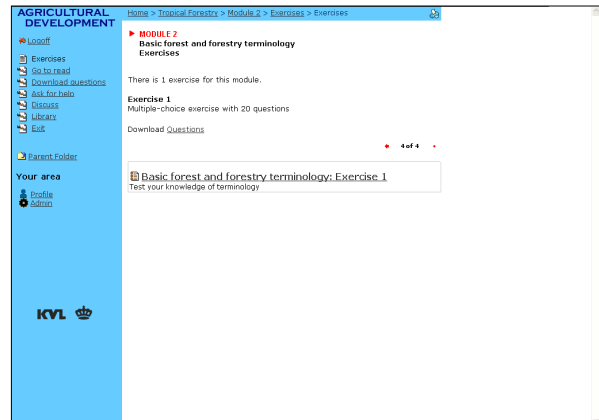 AGRICULTURAL
DEVELOPMENT
Logoff
Exercises
Go to read
Download questions
Ask for help
Discuss
Library
Exit
Parent Folder
Your area
Profile
Admin
KVL
Home > Tropical Forestry > Module 2 > Exercises > Exercises
MODULE 2
Basic forest and forestry terminology
Exercises
There is 1 exercise for this module.
Exercise 1
Multiple-choice exercise with 20 questions
Download Questions
4 of 4
Basic forest and forestry terminology: Exercise 1
Test your knowledge of terminology